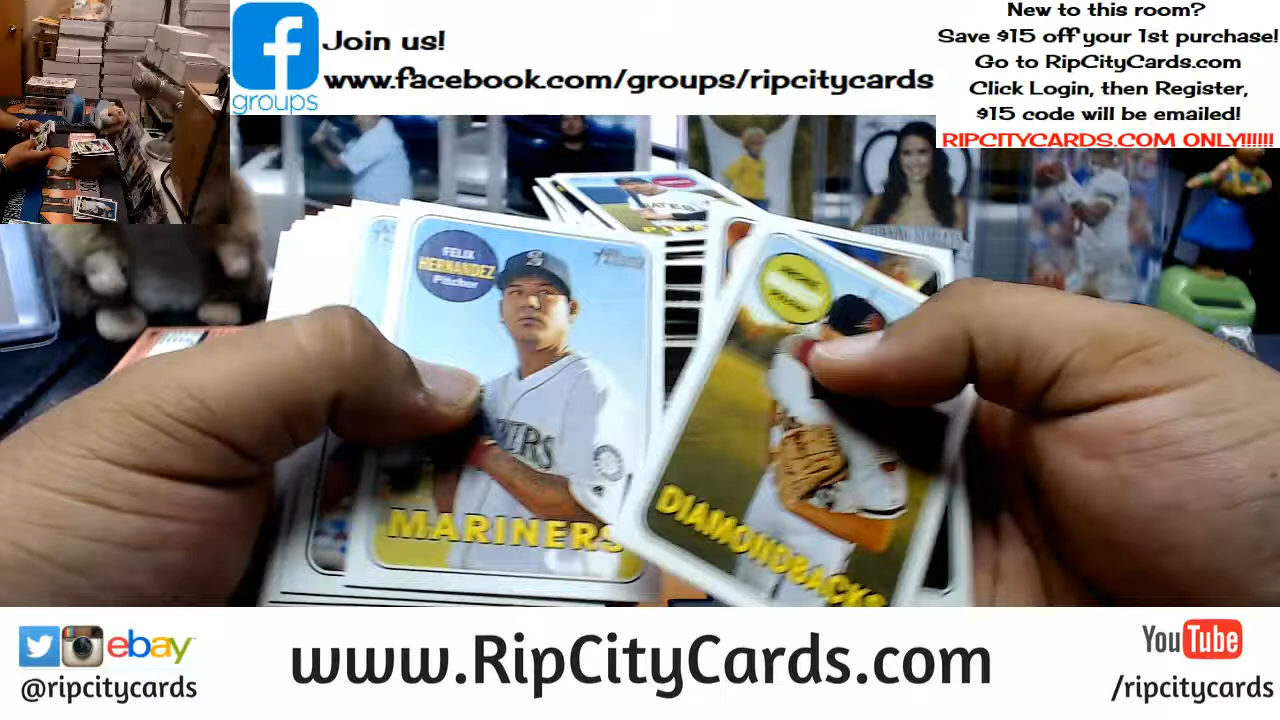 groups
Join us!
www.facebook.com/groups/ripcitycards
New to this room?
Save $15 off your 1st purchase!
Go to RipCityCards.com
Click Login, then Register,
$15 code will be emailed!
RIPCITYCARDS.COM ONLY!!!!!!
FELIX
HERNANDEZ
Pitcher
Heritage
MARINERS
DIAMONDBACKS
ebay
@ripcitycards
www.RipCityCards.com
YouTube
/ripcitycards